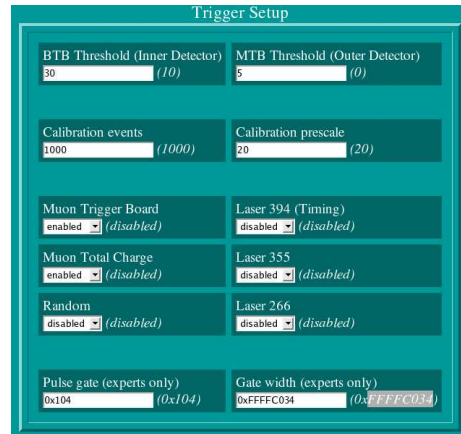 Trigger Setup
BTB Threshold (Inner Detector)
30 (10)
MTB Threshold (Outer Detector)
5 (0)
Calibration events
1000 (1000)
Calibration prescale
20 (20)
Muon Trigger Board
enabled (disabled)
Laser 394 (Timing)
disabled (disabled)
Muon Total Charge
enabled (disabled)
Laser 355
disabled (disabled)
Random
disabled (disabled)
Laser 266
disabled (disabled)
Pulse gate (experts only)
0x104 (0x104)
Gate width (experts only)
0xFFFFC034 (0xFFFFC034)